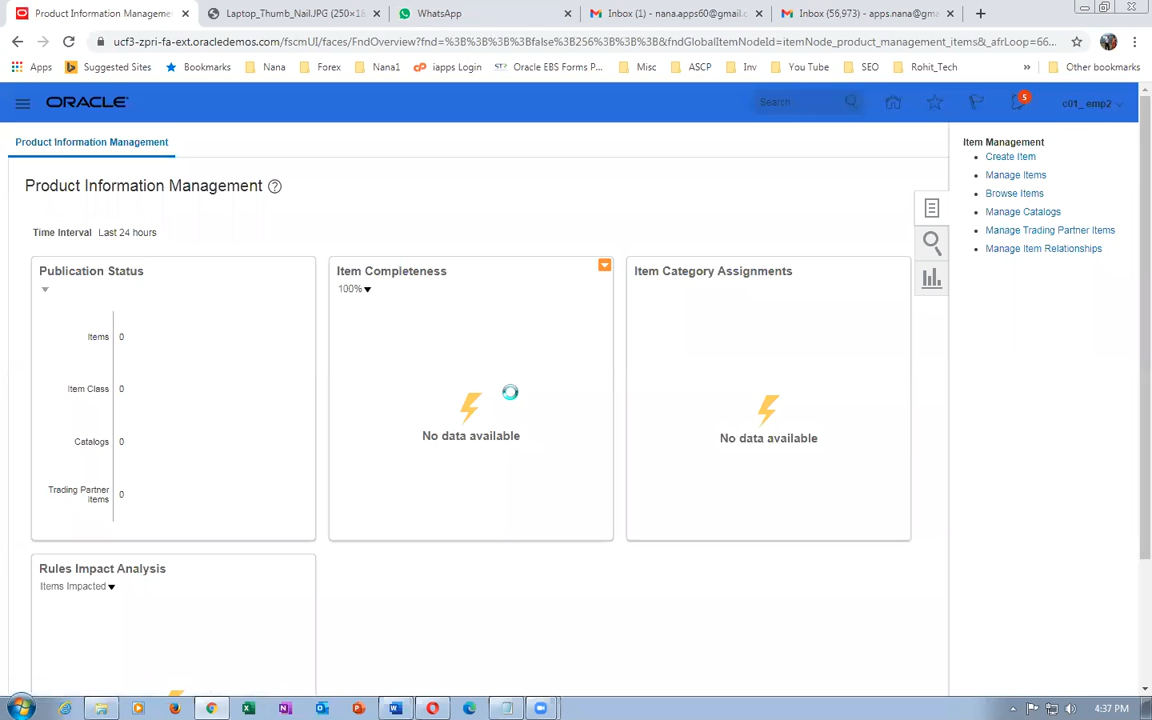 Product Information Manageme
Laptop_Thumb_Nail.JPG (250×18
WhatsApp
Inbox (1) - nana.apps60@gmail.c
Inbox (56,973) - apps.nana@gma
ucf3-zpri-fa-ext.oracledemos.com/fscmUI/faces/FndOverview?fnd=%3B%3B%3B%3Bfalse%3B256%3B%3B%3B&fndGlobalItemNodeId=itemNode_product_management_items&_afrLoop=66...
Apps
Suggested Sites
Bookmarks
Nana
Forex
Nana1
iapps Login
Oracle EBS Forms P...
Misc
ASCP
Inv
You Tube
SEO
Rohit_Tech
»
Other bookmarks
ORACLE
Search
5
c01_ emp2
Product Information Management
Item Management
Create Item
Manage Items
Browse Items
Manage Catalogs
Manage Trading Partner Items
Manage Item Relationships
Product Information Management ?
Time Interval Last 24 hours
Publication Status
Items 0
Item Class 0
Catalogs 0
Trading Partner
Items 0
Item Completeness
100%
No data available
Item Category Assignments
No data available
Rules Impact Analysis
Items Impacted
4:37 PM